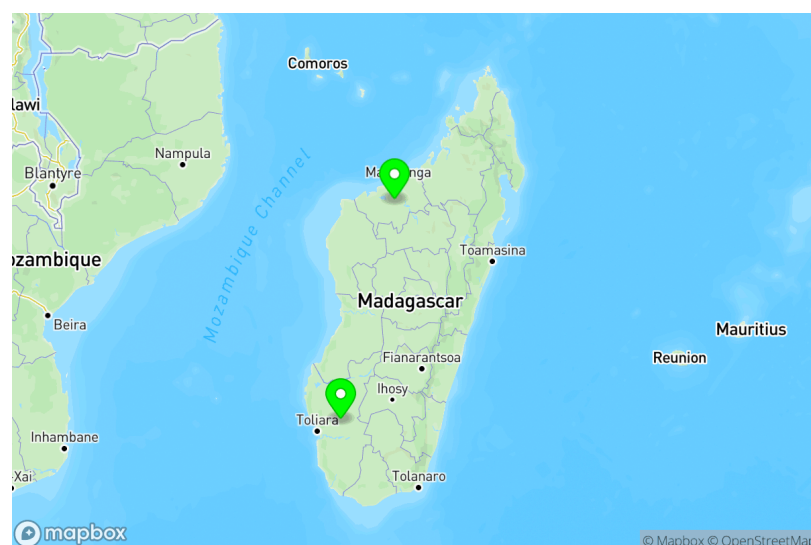 Comoros
lawi
Nampula
Blantyre
Mozambique Channel
Toamasina
ozambique
Madagascar
Beira
Mauritius
Reunion
Fianarantsoa
Ihosy
Toliara
Inhambane
-Xai
Tolanaro
mapbox
© Mapbox © OpenStreetMap